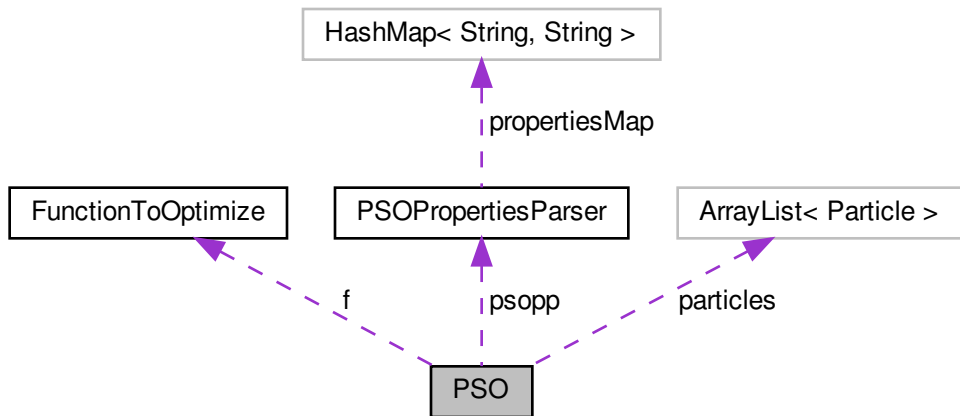 HashMap< String, String >
propertiesMap
FunctionToOptimize
PSOPropertiesParser
ArrayList< Particle >
f
psopp
particles
PSO